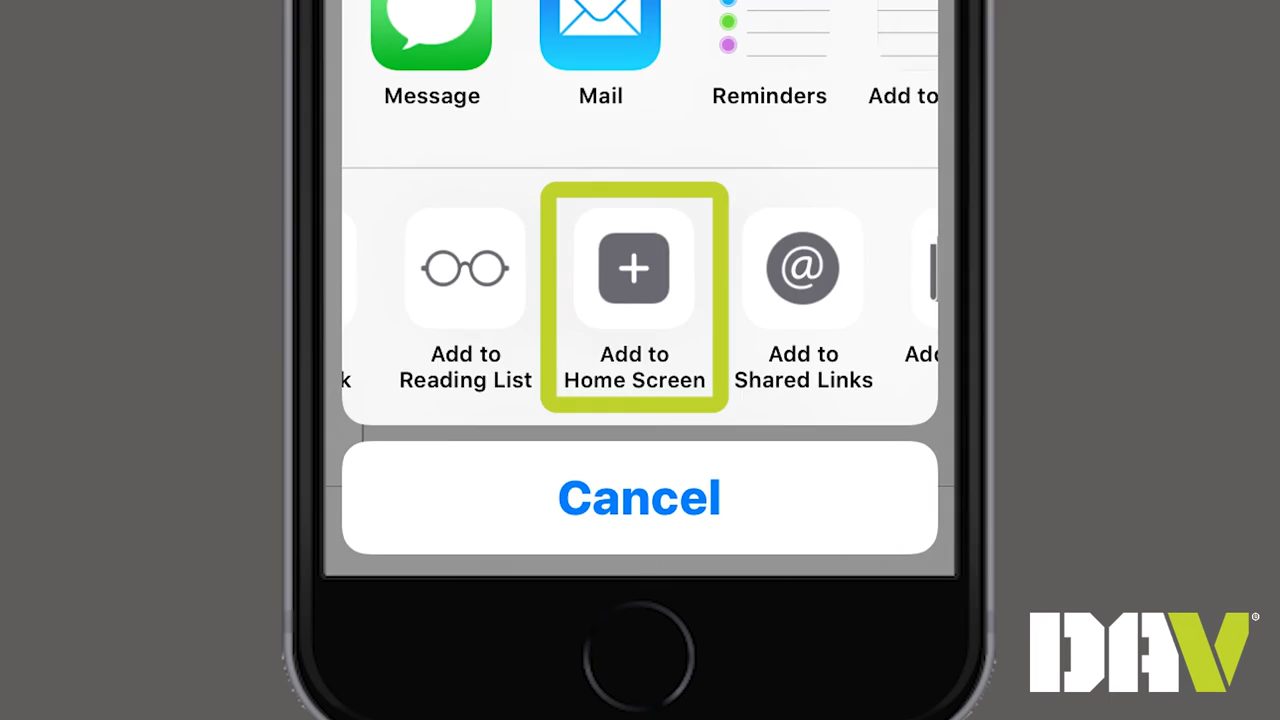 Message
Mail
Reminders
Add to
k
Add to
Reading List
Add to
Home Screen
@
Add to
Shared Links
Cancel
DAV®